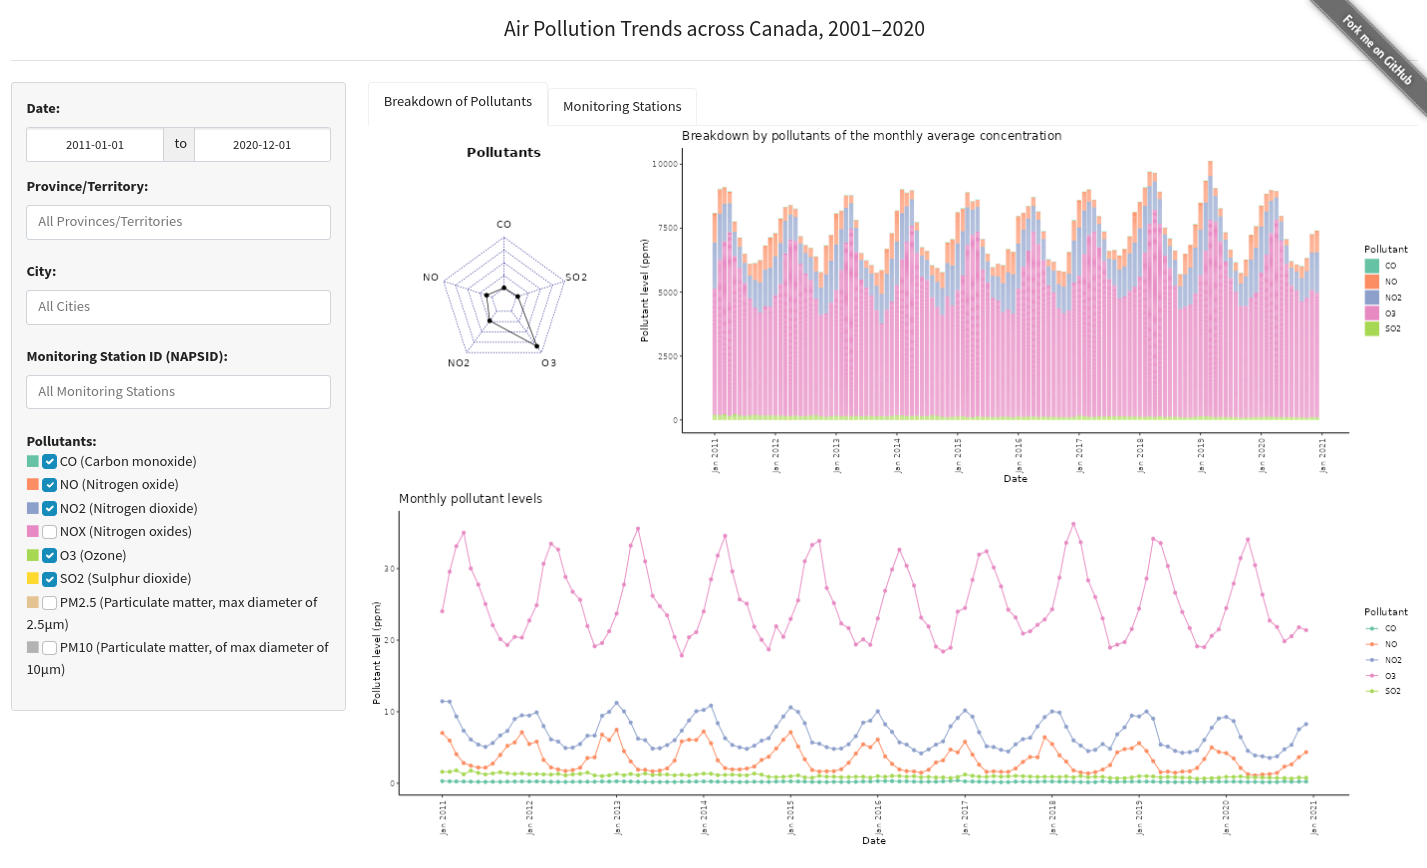 Air Pollution Trends across Canada, 2001–2020
Fork me on GitHub
Date:
2011-01-01 to 2020-12-01
Province/Territory:
All Provinces/Territories
City:
All Cities
Monitoring Station ID (NAPSID):
All Monitoring Stations
Pollutants:
CO (Carbon monoxide)
NO (Nitrogen oxide)
NO2 (Nitrogen dioxide)
NOX (Nitrogen oxides)
O3 (Ozone)
SO2 (Sulphur dioxide)
PM2.5 (Particulate matter, max diameter of
2.5µm)
PM10 (Particulate matter, of max diameter of
10µm)
Breakdown of Pollutants
Monitoring Stations
Pollutants
CO
NO
SO2
NO2
O3
Breakdown by pollutants of the monthly average concentration
Pollutant level (ppm)
10000
7500
5000
2500
0
Jan 2011
Jan 2012
Jan 2013
Jan 2014
Jan 2015
Jan 2016
Jan 2017
Jan 2018
Jan 2019
Jan 2020
Jan 2021
Date
Pollutant
CO
NO
NO2
O3
SO2
Monthly pollutant levels
Pollutant level (ppm)
30
20
10
0
Jan 2011
Jan 2012
Jan 2013
Jan 2014
Jan 2015
Jan 2016
Jan 2017
Jan 2018
Jan 2019
Jan 2020
Jan 2021
Date
Pollutant
CO
NO
NO2
O3
SO2